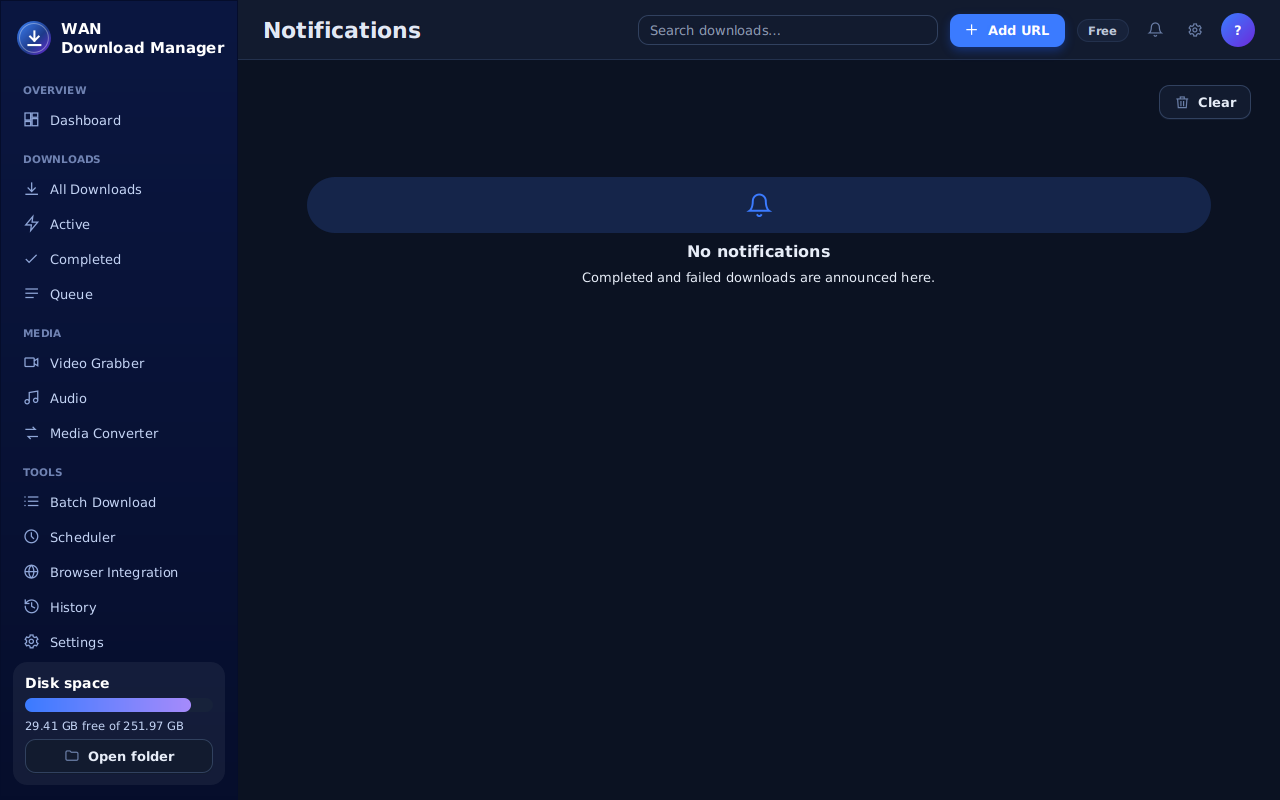 WAN
Download Manager
OVERVIEW
Dashboard
DOWNLOADS
All Downloads
Active
Completed
Queue
MEDIA
Video Grabber
Audio
Media Converter
TOOLS
Batch Download
Scheduler
Browser Integration
History
Settings
Disk space
29.41 GB free of 251.97 GB
Open folder
Notifications
Search downloads...
Add URL
Free
?
Clear
No notifications
Completed and failed downloads are announced here.